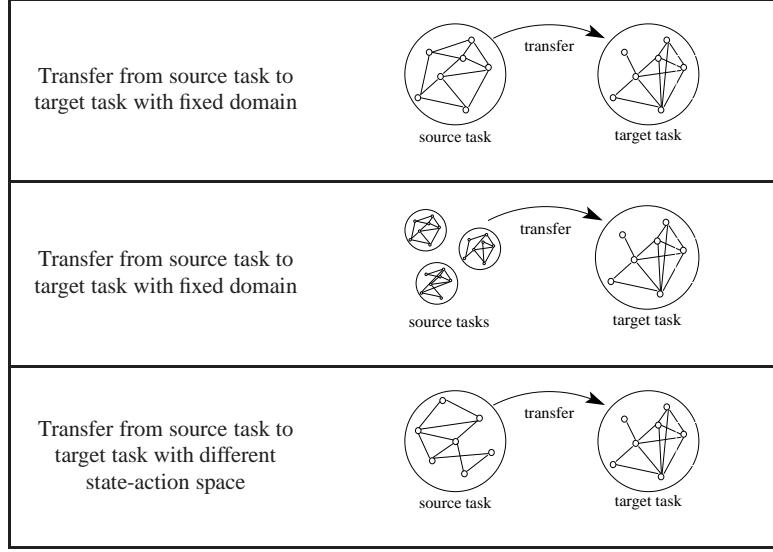 Transfer from source task to
target task with fixed domain
transfer
source task
target task
Transfer from source task to
target task with fixed domain
transfer
source tasks
target task
Transfer from source task to
target task with different
state-action space
transfer
source task
target task